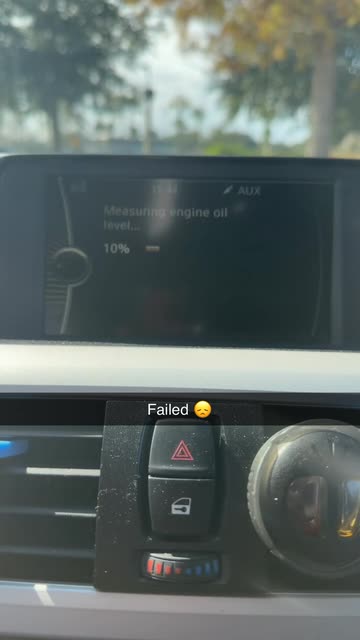 AUX
Measuring engine oil
level...
10%
Failed 😞